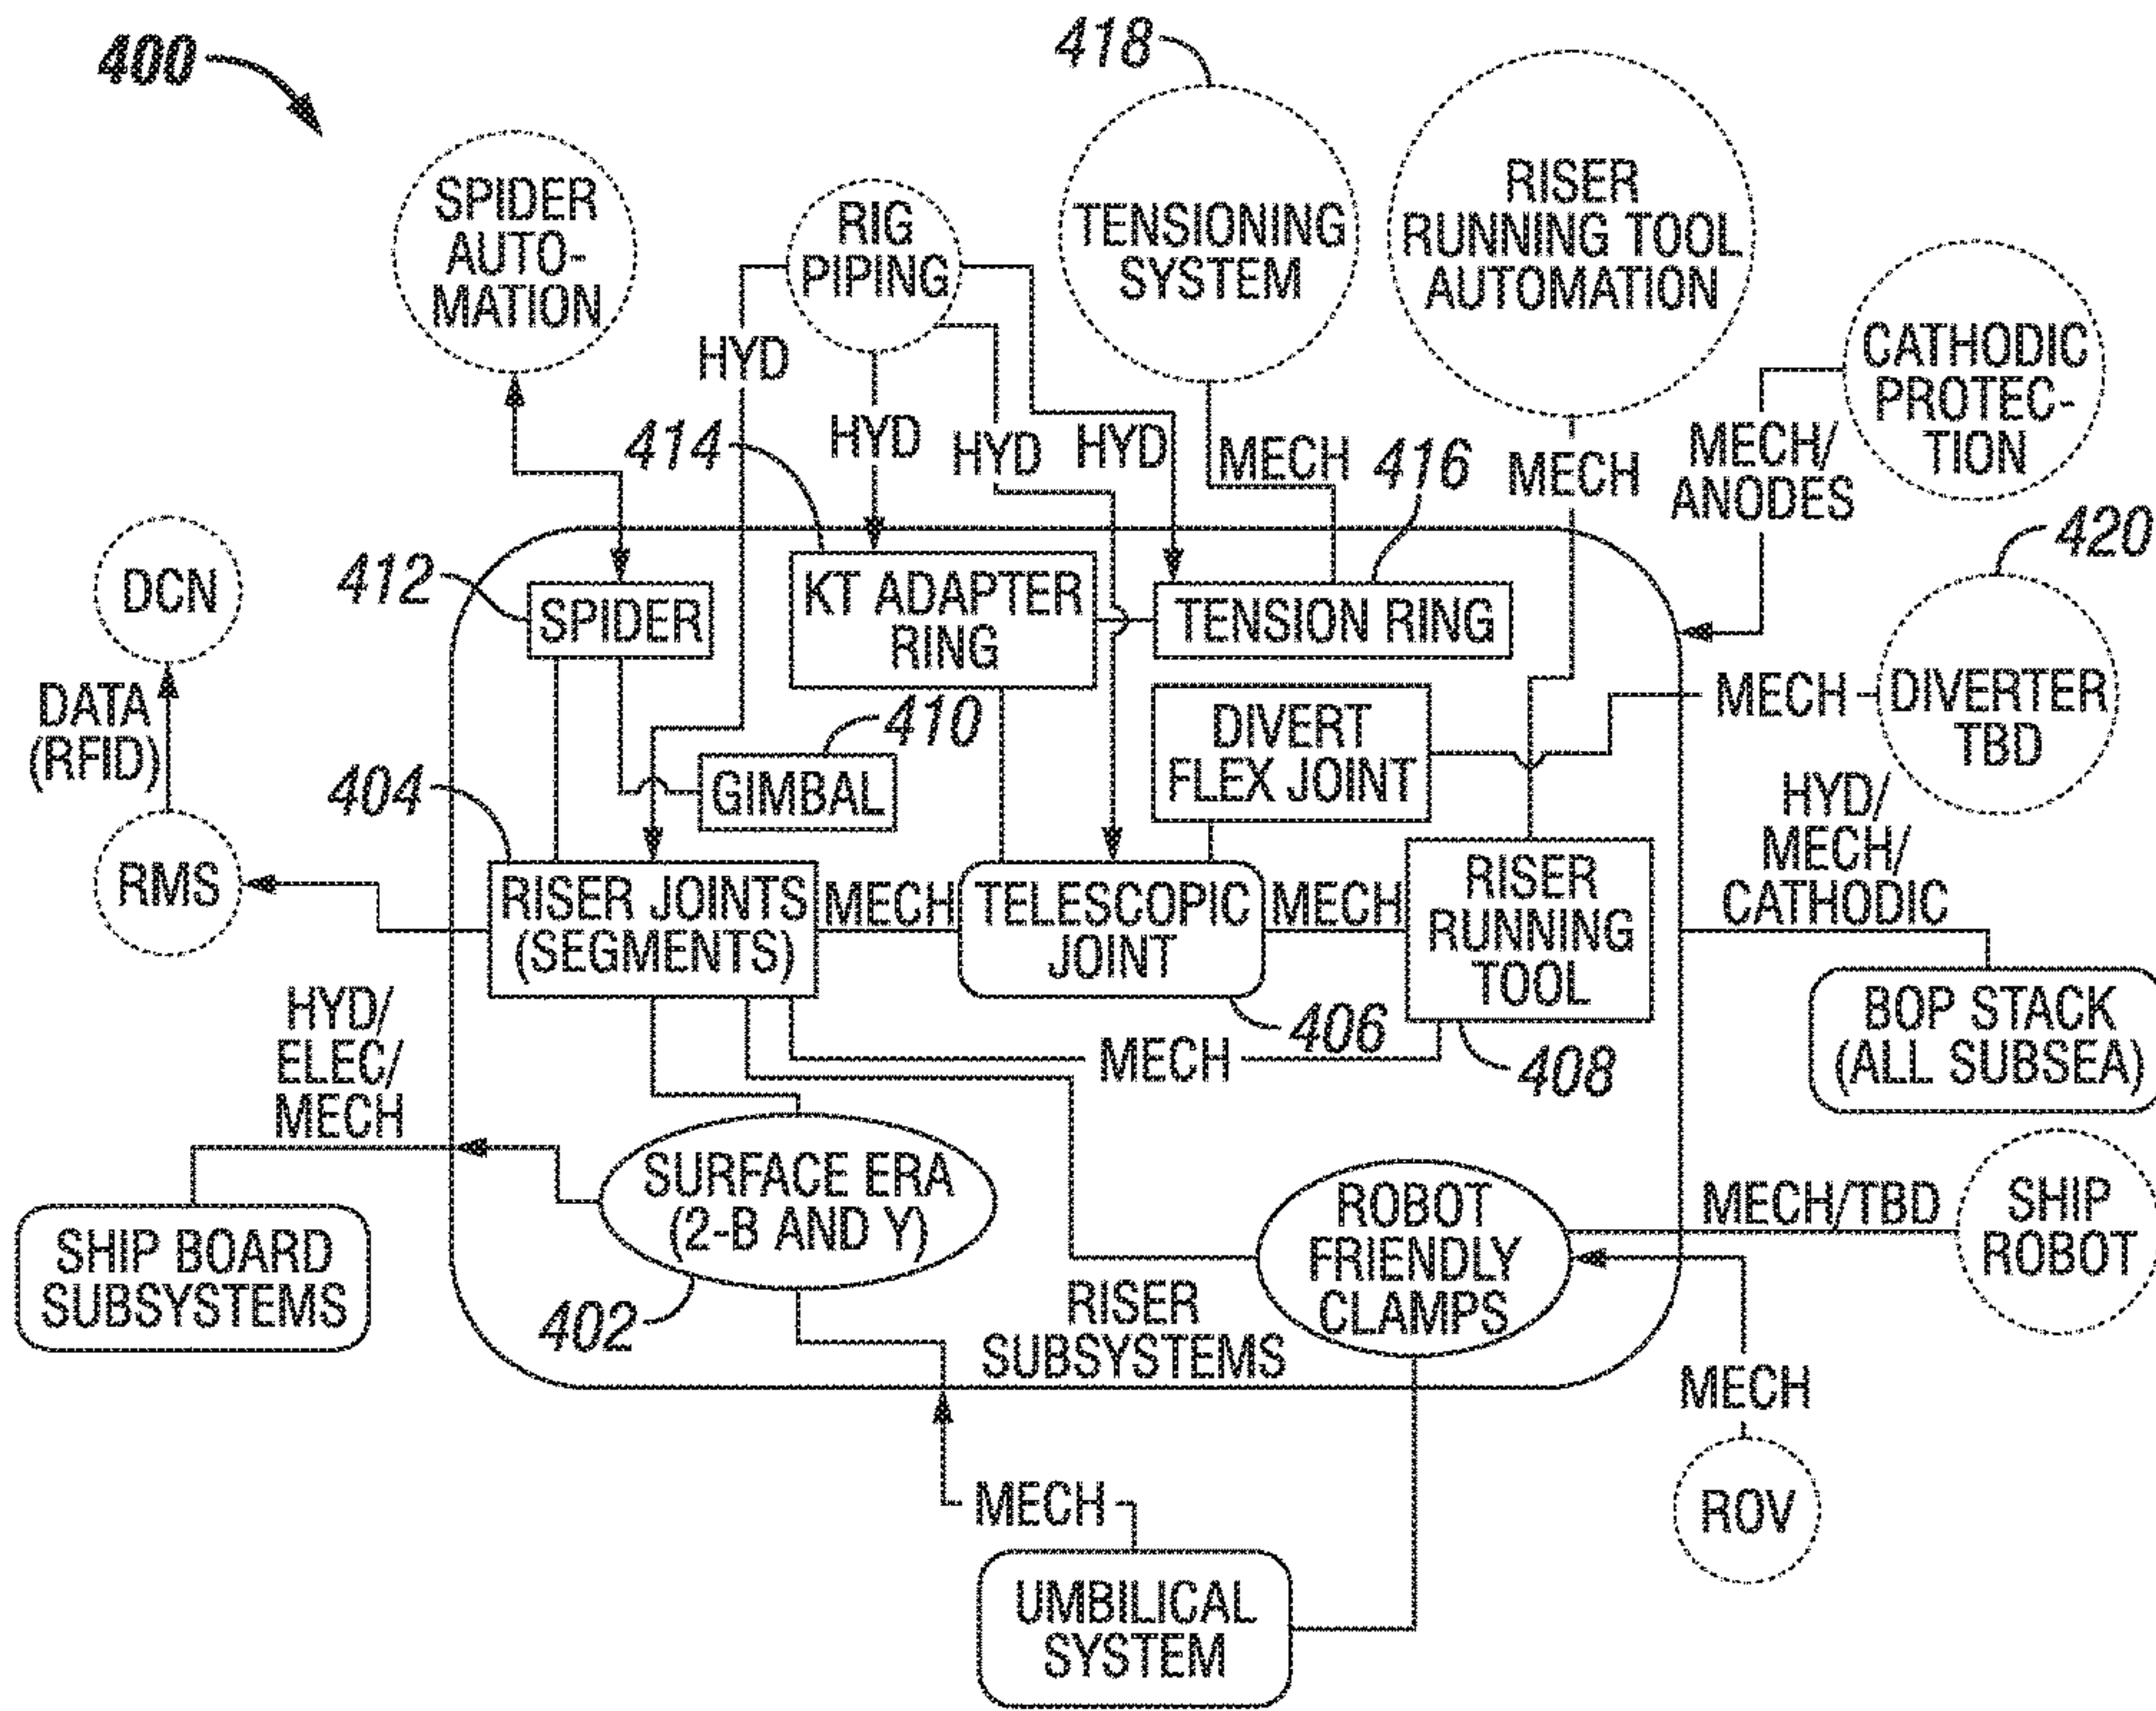 400
418
SPIDER
AUTO-
MATION
RIG
PIPING
TENSIONING
SYSTEM
RISER
RUNNING TOOL
AUTOMATION
CATHODIC
PROTEC-
TION
HYD
414
HYD
HYD
HYD
MECH
416
MECH
MECH/
ANODES
420
DCN
412
SPIDER
KT ADAPTER
RING
TENSION RING
DATA
(RFID)
410
DIVERT
FLEX JOINT
MECH
DIVERTER
TBD
404
GIMBAL
HYD/
MECH/
CATHODIC
RMS
RISER JOINTS
(SEGMENTS)
MECH
TELESCOPIC
JOINT
MECH
RISER
RUNNING
TOOL
HYD/
ELEC/
MECH
406
MECH
408
BOP STACK
(ALL SUBSEA)
SURFACE ERA
(2-B AND Y)
ROBOT
FRIENDLY
CLAMPS
MECH/TBD
SHIP
ROBOT
SHIP BOARD
SUBSYSTEMS
402
RISER
SUBSYSTEMS
MECH
MECH
ROV
UMBILICAL
SYSTEM